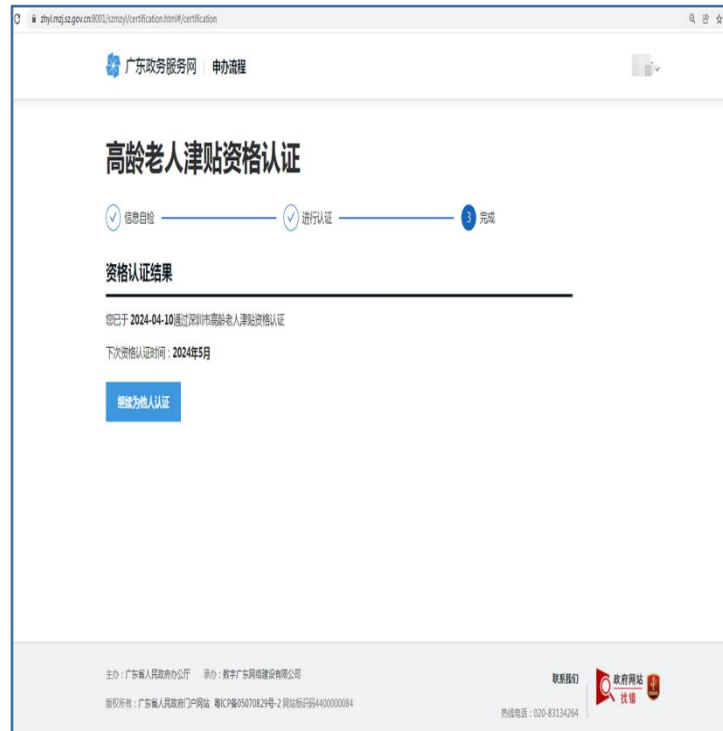 zhyl.mzj.sz.gov.cn:8001/szmzyl/certification.html#/certification
广东政务服务网 | 申办流程
高龄老人津贴资格认证
信息自检 进行认证 3 完成
资格认证结果
您已于 2024-04-10通过深圳市高龄老人津贴资格认证
下次资格认证时间：2024年5月
继续为他人认证
主办：广东省人民政府办公厅 承办：数字广东网络建设有限公司
版权所有：广东省人民政府门户网站 粤ICP备05070829号-2 网站标识码4400000084
联系我们
热线电话：020-83134264
政府网站
找错